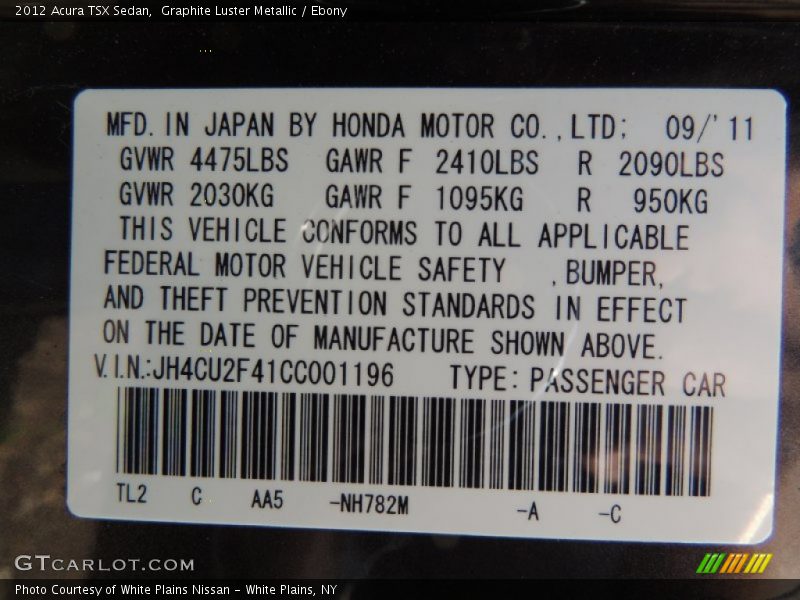 2012 Acura TSX Sedan,  Graphite Luster Metallic / Ebony
MFD. IN JAPAN BY HONDA MOTOR CO. ,LTD; 09/'11
GVWR 4475LBS GAWR F 2410LBS R 2090LBS
GVWR 2030KG GAWR F 1095KG R 950KG
THIS VEHICLE CONFORMS TO ALL APPLICABLE
FEDERAL MOTOR VEHICLE SAFETY ,BUMPER,
AND THEFT PREVENTION STANDARDS IN EFFECT
ON THE DATE OF MANUFACTURE SHOWN ABOVE.
V.I.N.:JH4CU2F41CC001196 TYPE: PASSENGER CAR
TL2 C AA5 -NH782M -A -C
GTCARLOT.COM
Photo Courtesy of White Plains Nissan - White Plains, NY